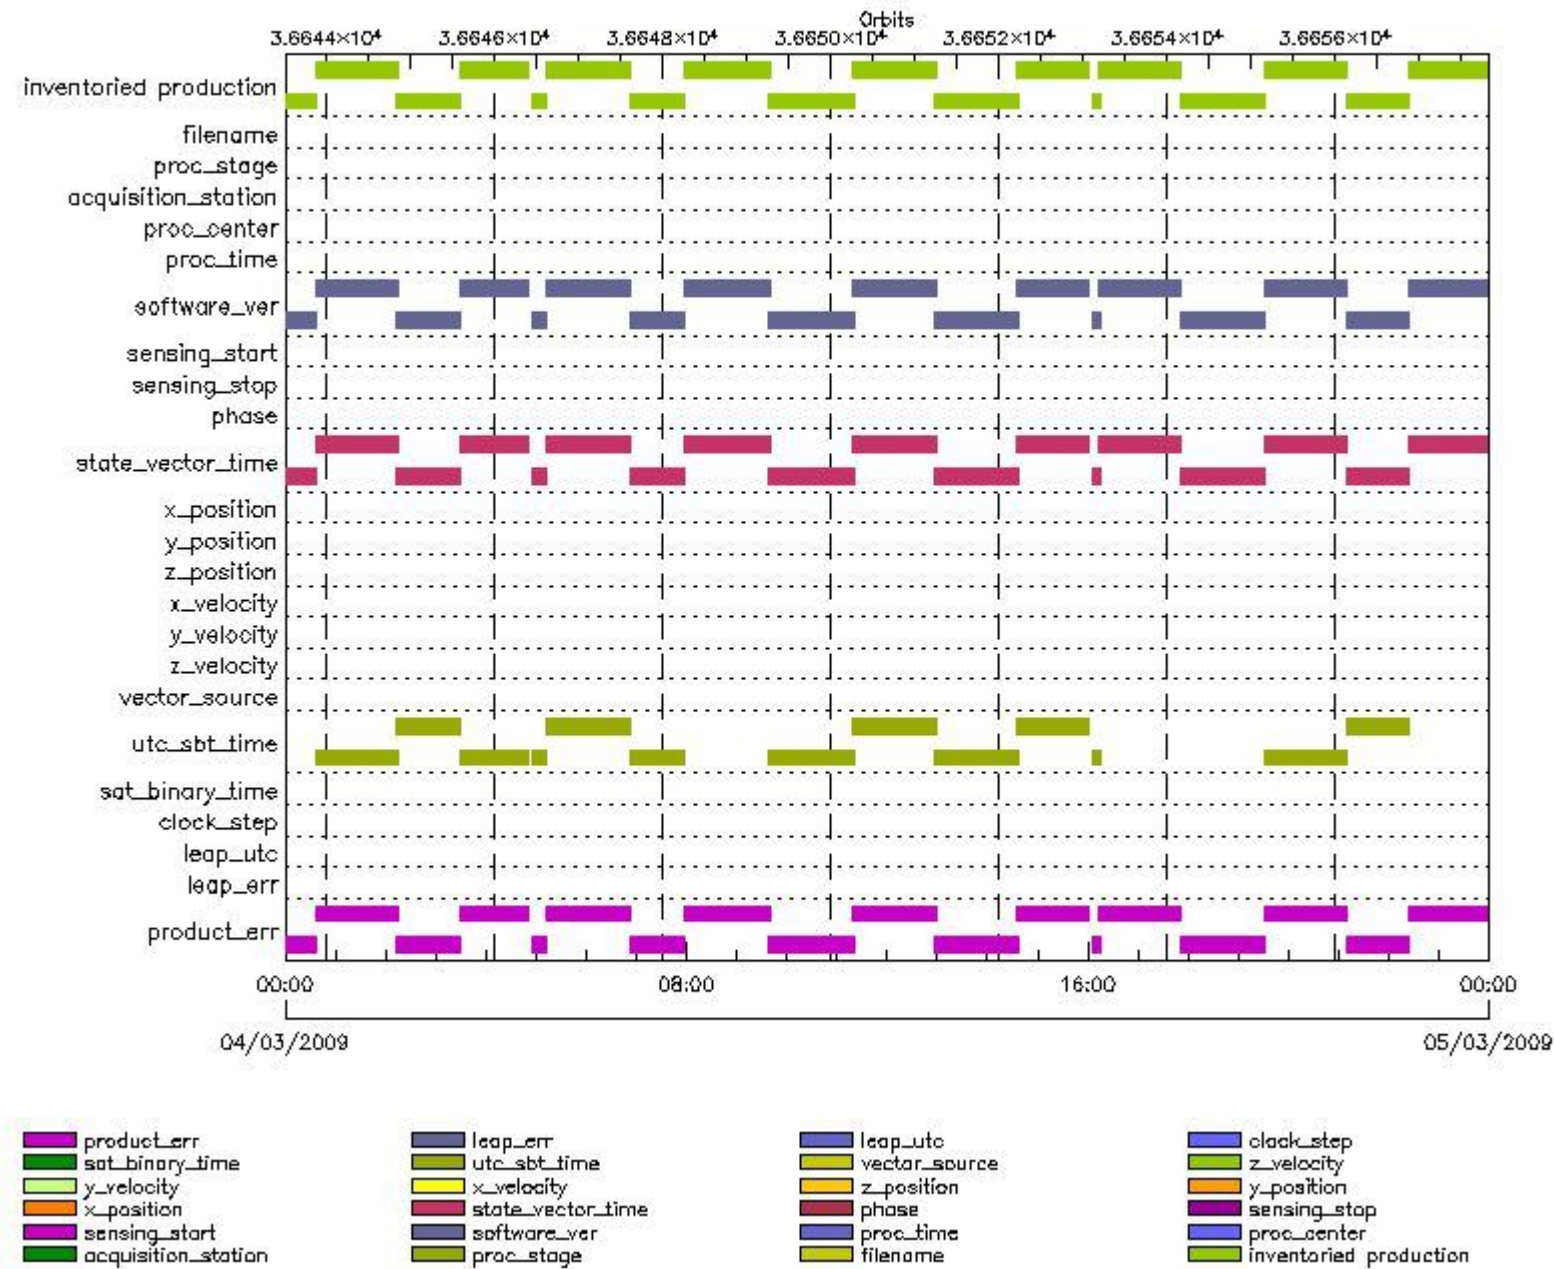 Orbits
3.6644×10⁴ 3.6646×10⁴ 3.6648×10⁴ 3.6650×10⁴ 3.6652×10⁴ 3.6654×10⁴ 3.6656×10⁴
inventoried production
filename
proc_stage
acquisition_station
proc_center
proc_time
software_ver
sensing_start
sensing_stop
phase
state_vector_time
x_position
y_position
z_position
x_velocity
y_velocity
z_velocity
vector_source
utc_sbt_time
sat_binary_time
clock_step
leap_utc
leap_err
product_err
00:00 08:00 16:00 00:00
04/03/2009 05/03/2009
product_err leap_err leap_utc clock_step
sat_binary_time utc_sbt_time vector_source z_velocity
y_velocity x_velocity z_position y_position
x_position state_vector_time phase sensing_stop
sensing_start software_ver proc_time proc_center
acquisition_station proc_stage filename inventoried production